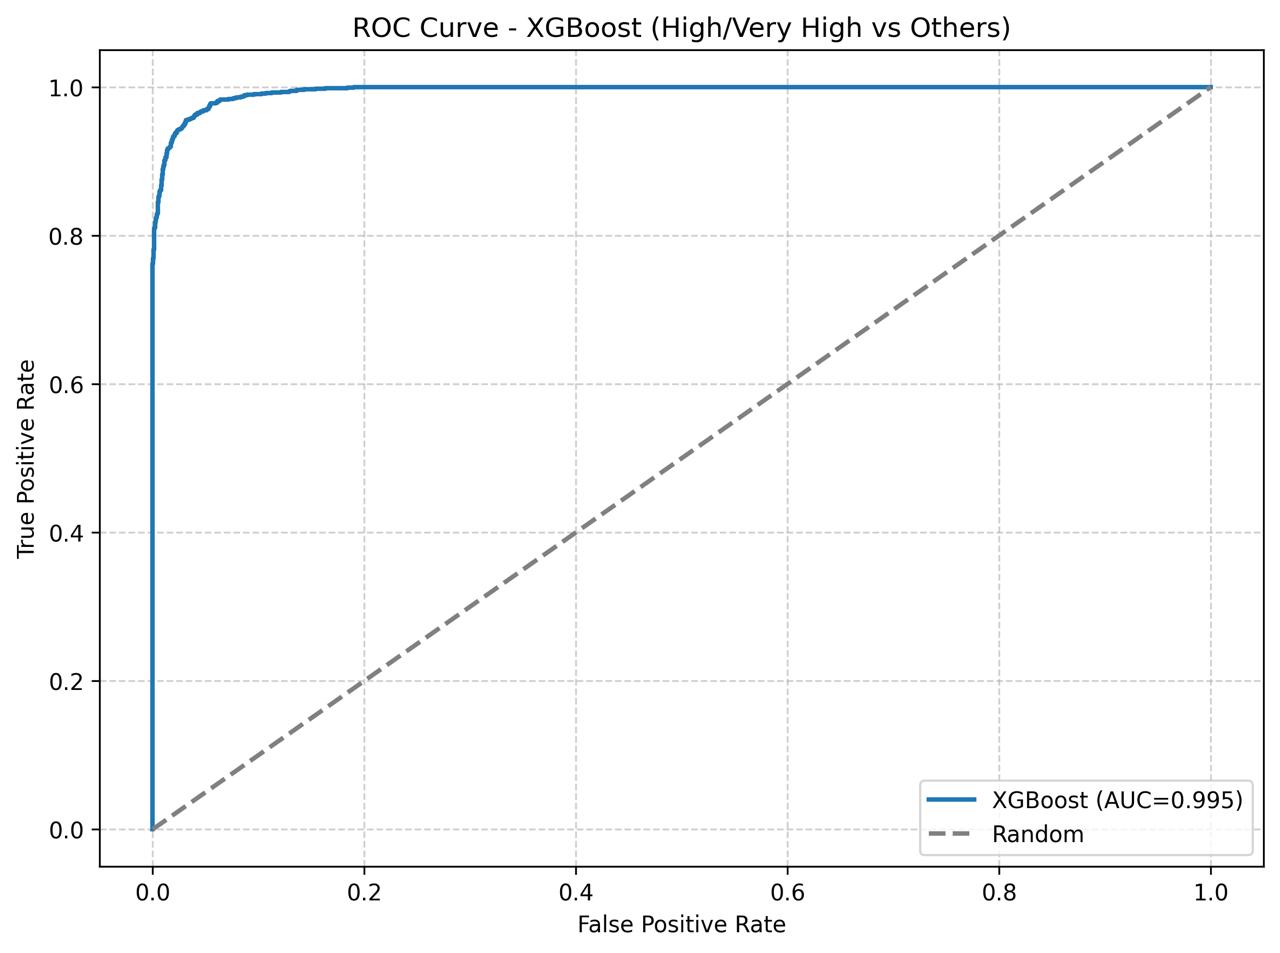 ROC Curve - XGBoost (High/Very High vs Others)
True Positive Rate
1.0
0.8
0.6
0.4
0.2
0.0
XGBoost (AUC=0.995)
Random
0.0 0.2 0.4 0.6 0.8 1.0
False Positive Rate